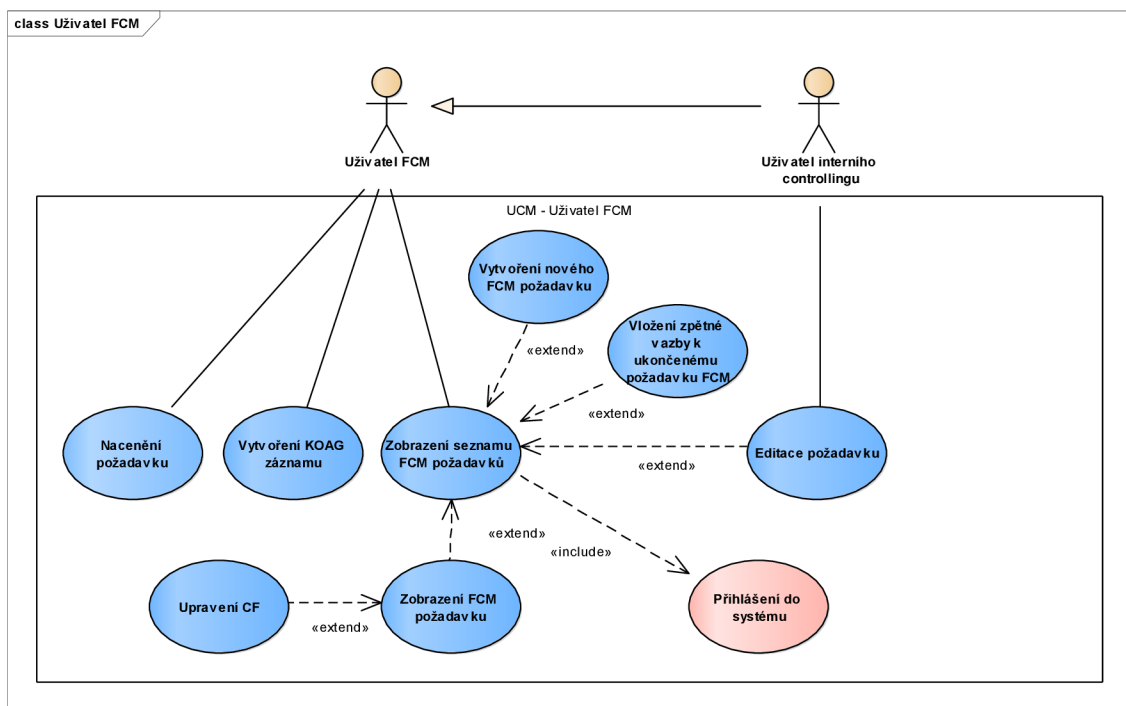 class Uživatel FCM
Uživatel FCM
Uživatel interního
controllingu
UCM - Uživatel FCM
Vytvoření nového
FCM požadavku
«extend»
Vložení zpětné
vazby k
ukončenému
požadavku FCM
«extend»
Nacenění
požadavku
Vytvoření KOAG
záznamu
Zobrazení seznamu
FCM požadavků
«extend»
Editace požadavku
«extend»
«include»
Upravení CF
«extend»
Zobrazení FCM
požadavku
Přihlášení do
systému